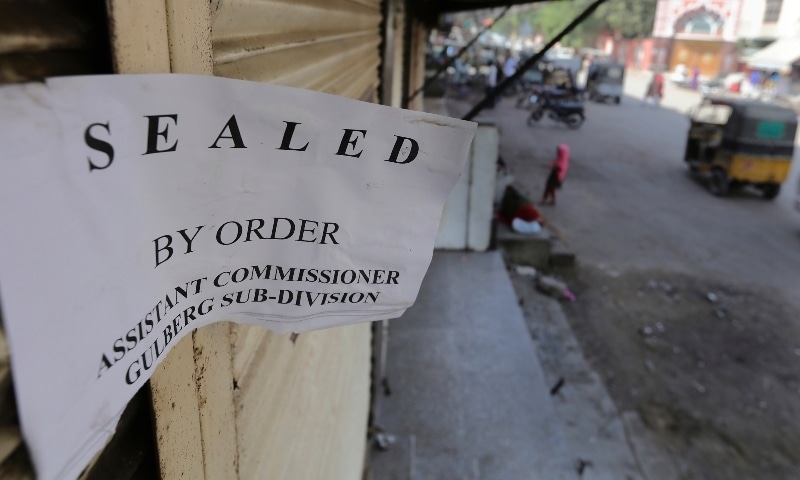 SEALED
BY ORDER
ASSISTANT COMMISSIONER
GULBERG SUB-DIVISION